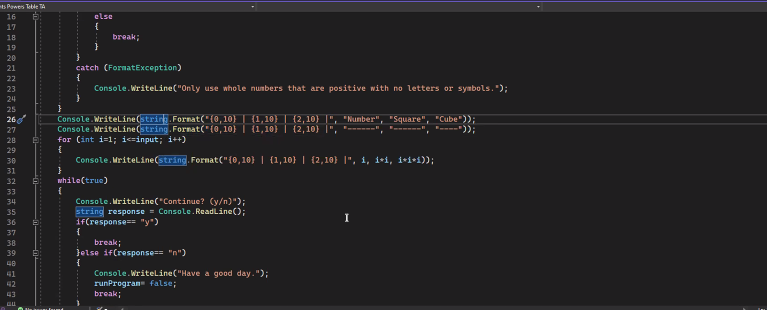 nts Powers Table TA
16 else
17 {
18 break;
19 }
20 }
21 catch (FormatException)
22 {
23 Console.WriteLine("Only use whole numbers that are positive with no letters or symbols.");
24 }
25 }
26 Console.WriteLine(string.Format("{0,10} | {1,10} | {2,10} |", "Number", "Square", "Cube"));
27 Console.WriteLine(string.Format("{0,10} | {1,10} | {2,10} |", "------", "------", "----"));
28 for (int i=1; i<=input; i++)
29 {
30 Console.WriteLine(string.Format("{0,10} | {1,10} | {2,10} |", i, i*i, i*i*i));
31 }
32 while(true)
33 {
34 Console.WriteLine("Continue? (y/n)");
35 string response = Console.ReadLine();
36 if(response== "y")
37 {
38 break;
39 }else if(response== "n")
40 {
41 Console.WriteLine("Have a good day.");
42 runProgram= false;
43 break;
44 }